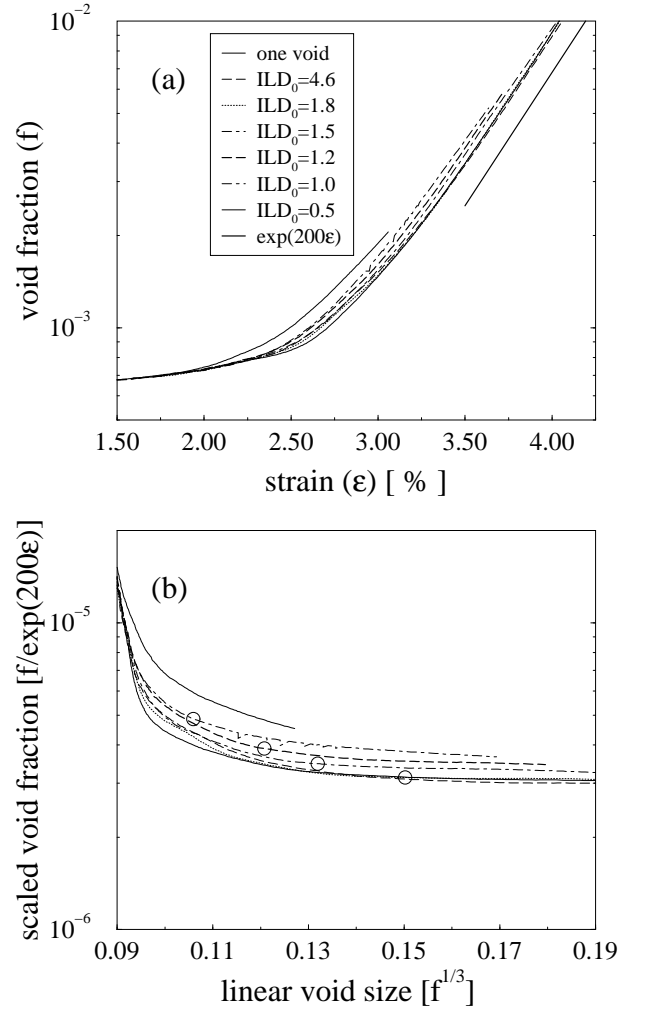 10⁻²
(a)
one void
ILD₀=4.6
ILD₀=1.8
ILD₀=1.5
ILD₀=1.2
ILD₀=1.0
ILD₀=0.5
exp(200ε)
void fraction (f)
10⁻³
1.50 2.00 2.50 3.00 3.50 4.00
strain (ε) [ % ]
(b)
10⁻⁵
scaled void fraction [f/exp(200ε)]
10⁻⁶
0.09 0.11 0.13 0.15 0.17 0.19
linear void size [f¹ᐟ³]